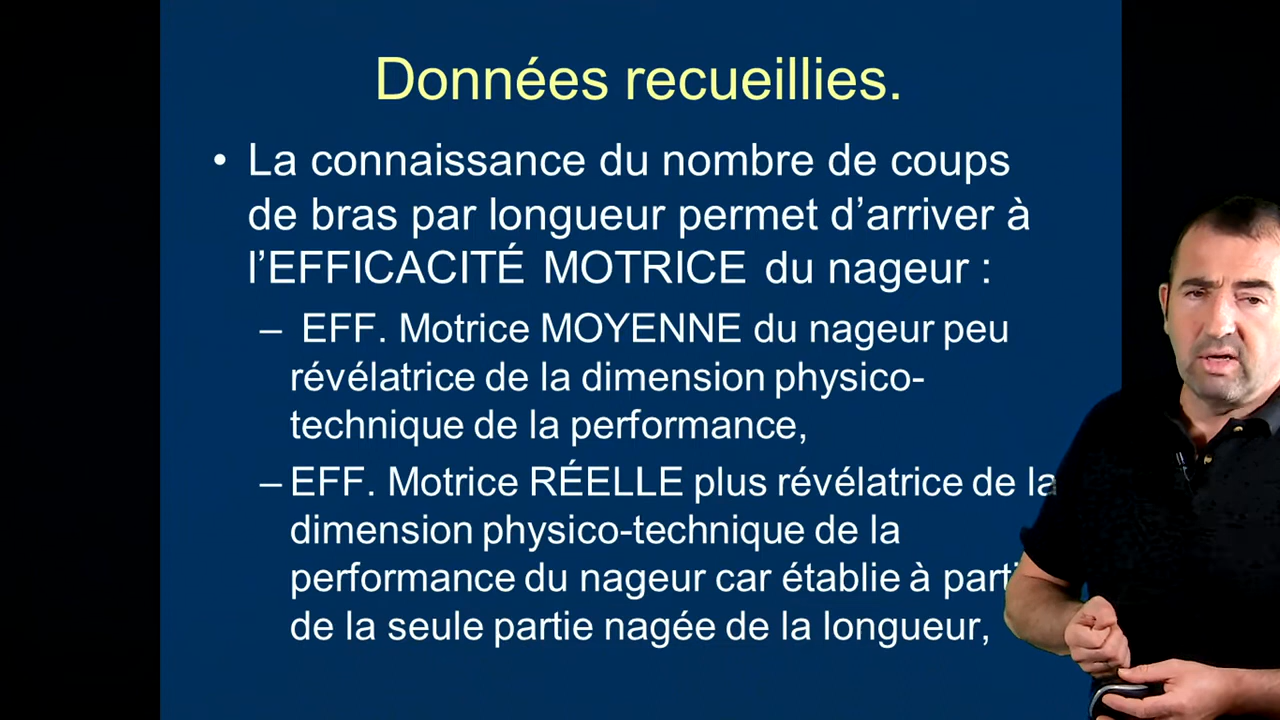 Données recueillies.
• La connaissance du nombre de coups
de bras par longueur permet d’arriver à
l’EFFICACITÉ MOTRICE du nageur :
– EFF. Motrice MOYENNE du nageur peu
révélatrice de la dimension physico-
technique de la performance,
– EFF. Motrice RÉELLE plus révélatrice de la
dimension physico-technique de la
performance du nageur car établie à parti
de la seule partie nagée de la longueur,